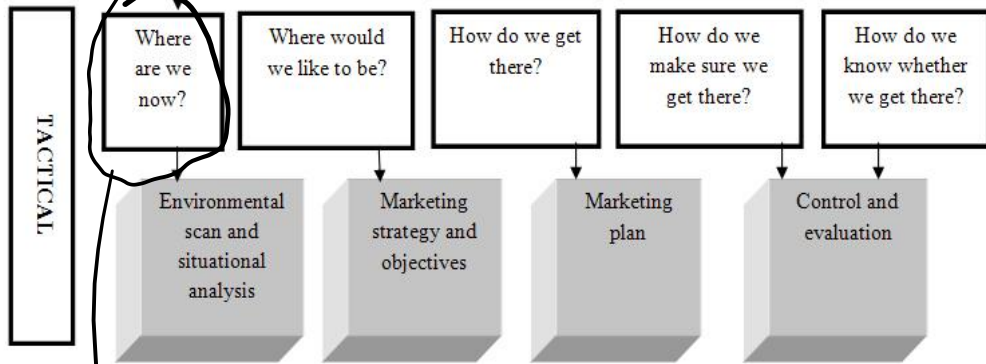 TACTICAL
Where
are we
now?
Where would
we like to be?
How do we get
there?
How do we
make sure we
get there?
How do we
know whether
we get there?
Environmental
scan and
situational
analysis
Marketing
strategy and
objectives
Marketing
plan
Control and
evaluation